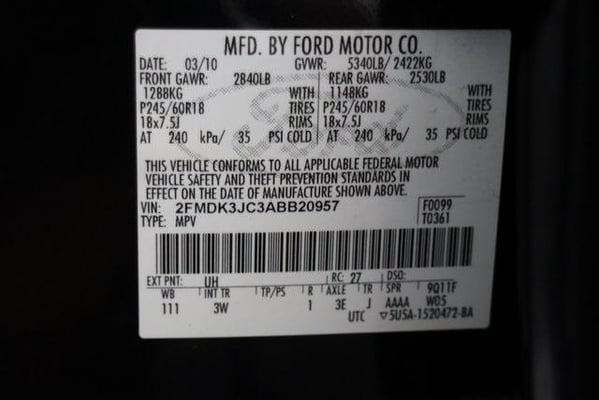 MFD. BY FORD MOTOR CO.
DATE: 03/10 GVWR: 5340LB/ 2422KG
FRONT GAWR: 2840LB REAR GAWR: 2530LB
1288KG WITH 1148KG WITH
P245/60R18 TIRES P245/60R18 TIRES
18x7.5J RIMS 18x7.5J RIMS
AT 240 kPa/ 35 PSI COLD AT 240 kPa/ 35 PSI COLD
THIS VEHICLE CONFORMS TO ALL APPLICABLE FEDERAL MOTOR
VEHICLE SAFETY AND THEFT PREVENTION STANDARDS IN
EFFECT ON THE DATE OF MANUFACTURE SHOWN ABOVE.
VIN: 2FMDK3JC3ABB20957 F0099
TYPE: MPV T0361
EXT PNT: UH RC: 27 DSO:
WB INT TR TP/PS R AXLE TR SPR 9Q11F
111 3W 1 3E J AAAA W05
UTC ▽5U5A-1520472-BA